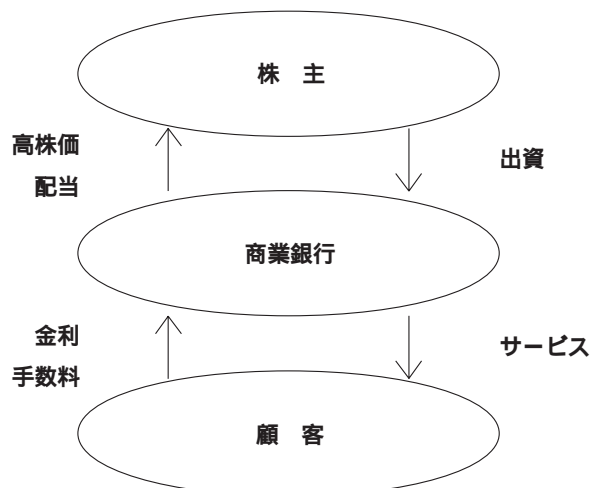 株　主
高株価
配当
出資
商業銀行
金利
手数料
サービス
顧　客